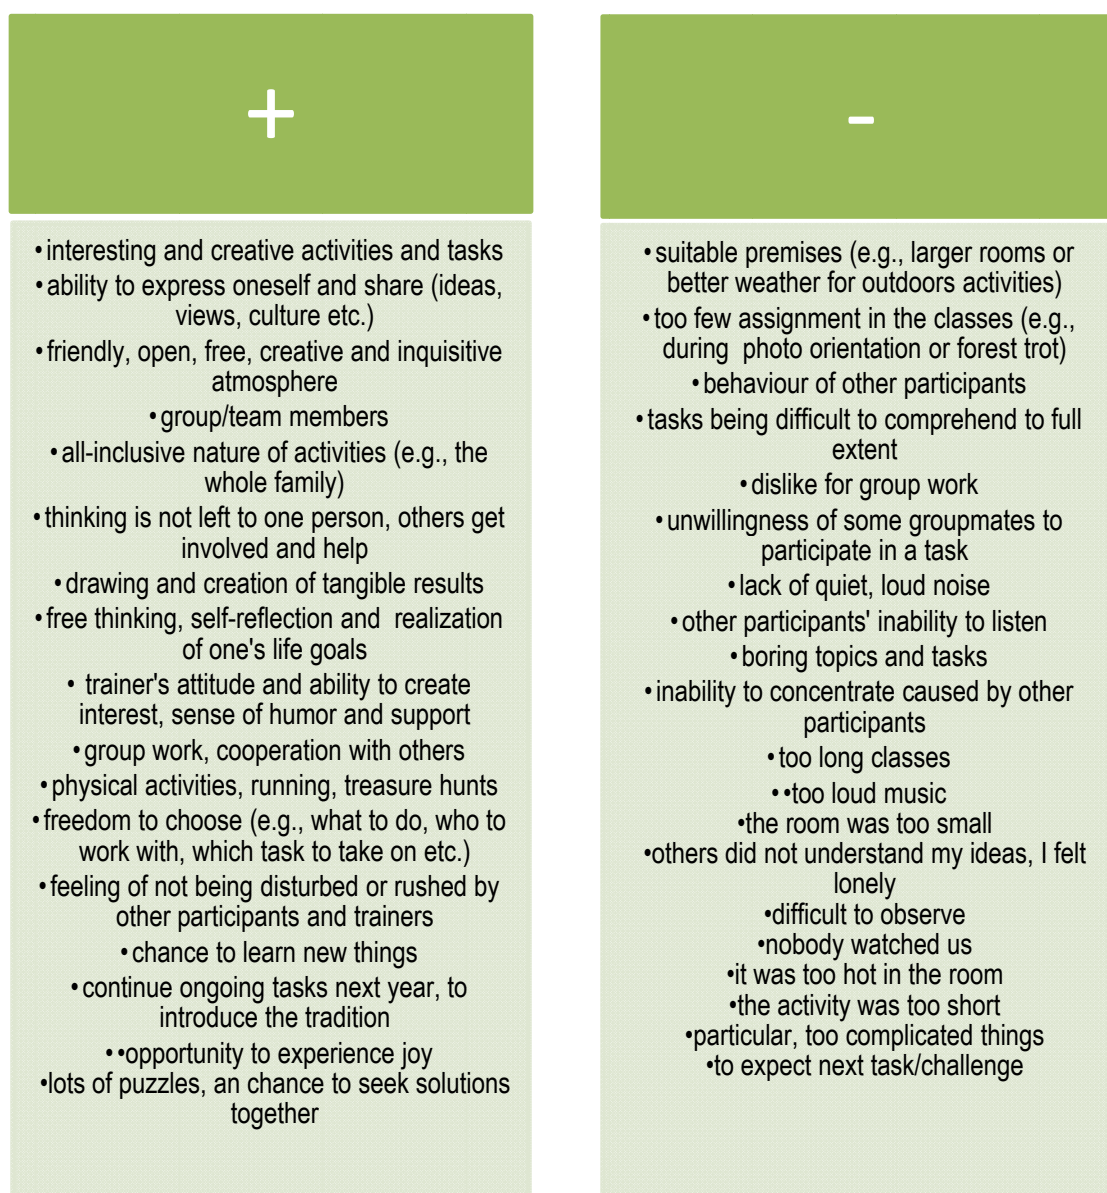 +
• interesting and creative activities and tasks
• ability to express oneself and share (ideas,
views, culture etc.)
• friendly, open, free, creative and inquisitive
atmosphere
• group/team members
• all-inclusive nature of activities (e.g., the
whole family)
• thinking is not left to one person, others get
involved and help
• drawing and creation of tangible results
• free thinking, self-reflection and  realization
of one's life goals
•  trainer's attitude and ability to create
interest, sense of humor and support
• group work, cooperation with others
• physical activities, running, treasure hunts
• freedom to choose (e.g., what to do, who to
work with, which task to take on etc.)
• feeling of not being disturbed or rushed by
other participants and trainers
• chance to learn new things
• continue ongoing tasks next year, to
introduce the tradition
• •opportunity to experience joy
•lots of puzzles, an chance to seek solutions
together
-
• suitable premises (e.g., larger rooms or
better weather for outdoors activities)
• too few assignment in the classes (e.g.,
during  photo orientation or forest trot)
• behaviour of other participants
• tasks being difficult to comprehend to full
extent
• dislike for group work
• unwillingness of some groupmates to
participate in a task
• lack of quiet, loud noise
• other participants' inability to listen
• boring topics and tasks
• inability to concentrate caused by other
participants
• too long classes
• •too loud music
•the room was too small
•others did not understand my ideas, I felt
lonely
•difficult to observe
•nobody watched us
•it was too hot in the room
•the activity was too short
•particular, too complicated things
•to expect next task/challenge